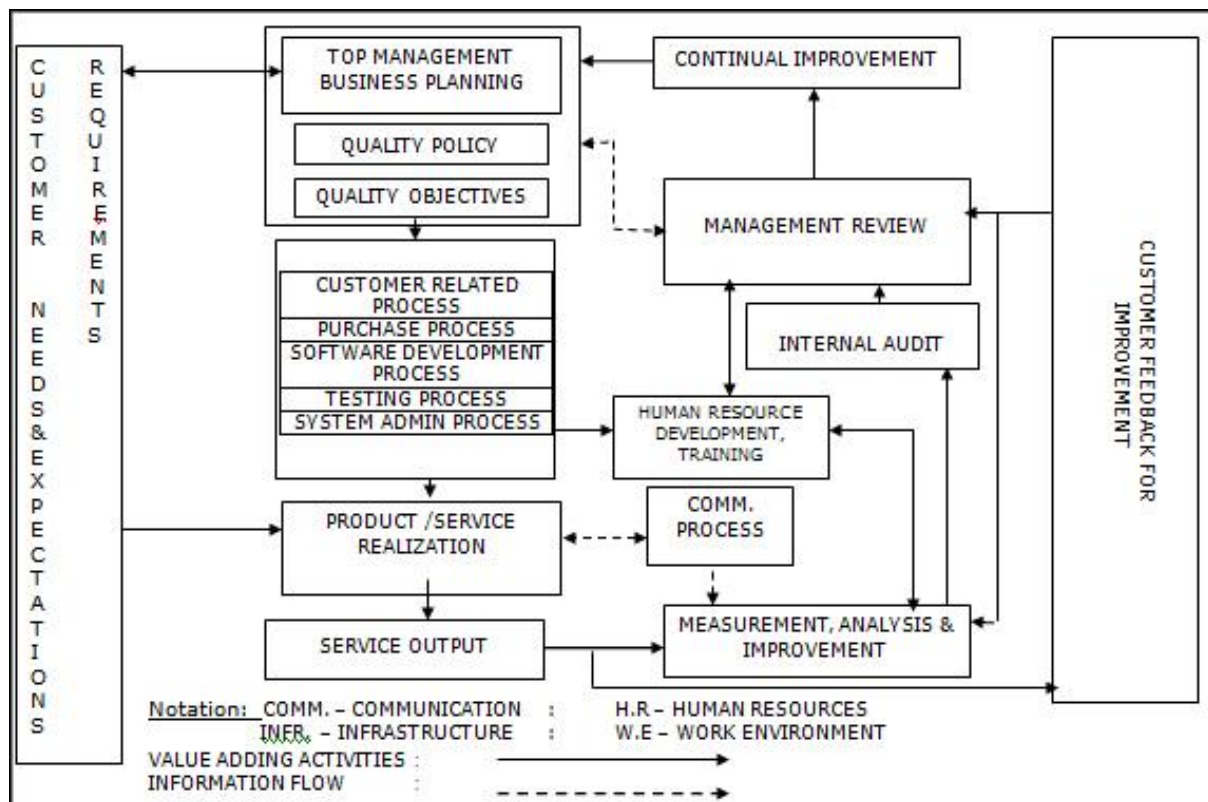 CUSTOMER NEEDS & EXPECTATIONS
REQUIREMENTS
TOP MANAGEMENT
BUSINESS PLANNING
QUALITY POLICY
QUALITY OBJECTIVES
CONTINUAL IMPROVEMENT
MANAGEMENT REVIEW
INTERNAL AUDIT
CUSTOMER RELATED
PROCESS
PURCHASE PROCESS
SOFTWARE DEVELOPMENT
PROCESS
TESTING PROCESS
SYSTEM ADMIN PROCESS
HUMAN RESOURCE
DEVELOPMENT,
TRAINING
PRODUCT /SERVICE
REALIZATION
COMM.
PROCESS
SERVICE OUTPUT
MEASUREMENT, ANALYSIS &
IMPROVEMENT
CUSTOMER FEEDBACK FOR
IMPROVEMENT
Notation: COMM. – COMMUNICATION : H.R – HUMAN RESOURCES
INFR. – INFRASTRUCTURE : W.E – WORK ENVIRONMENT
VALUE ADDING ACTIVITIES :
INFORMATION FLOW :